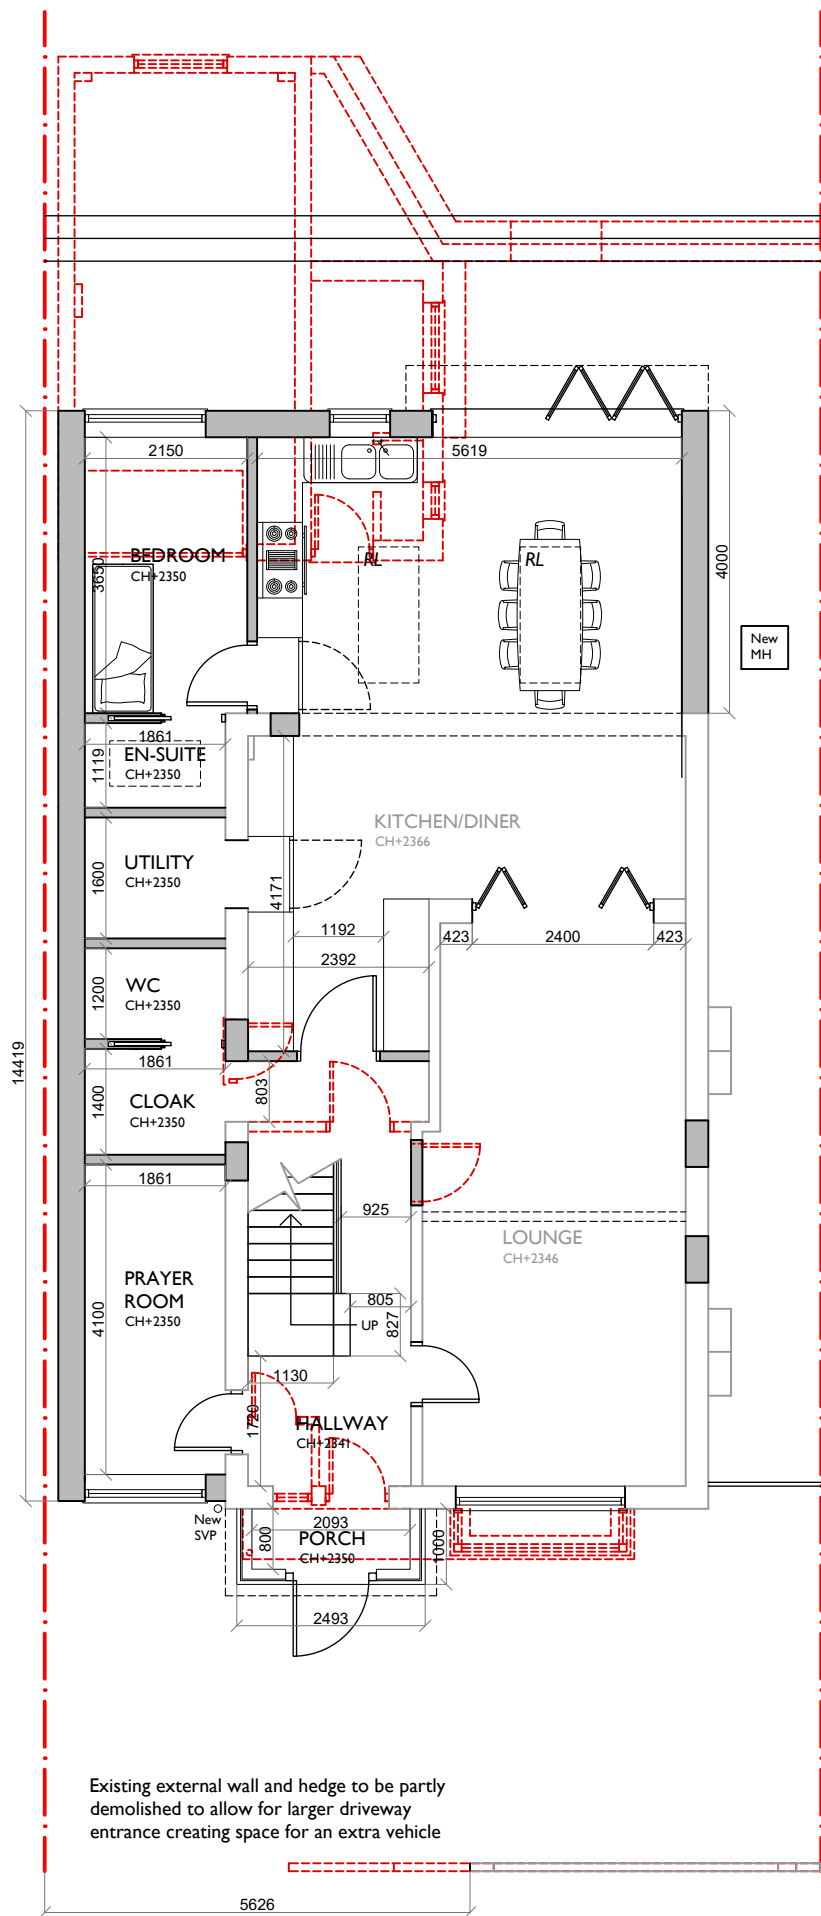 2150
5619
BEDROOM
CH+2350
3650
RL
RL
4000
New
MH
1861
EN-SUITE
CH+2350
1119
KITCHEN/DINER
CH+2366
UTILITY
CH+2350
1600
4171
1192
2392
423
2400
423
WC
CH+2350
1200
14419
1861
CLOAK
CH+2350
1400
803
1861
925
LOUNGE
CH+2346
PRAYER
ROOM
CH+2350
4100
805
UP
827
1130
1720
HALLWAY
CH+2341
New
SVP
2093
800
PORCH
CH+2350
1000
2493
Existing external wall and hedge to be partly
demolished to allow for larger driveway
entrance creating space for an extra vehicle
5626